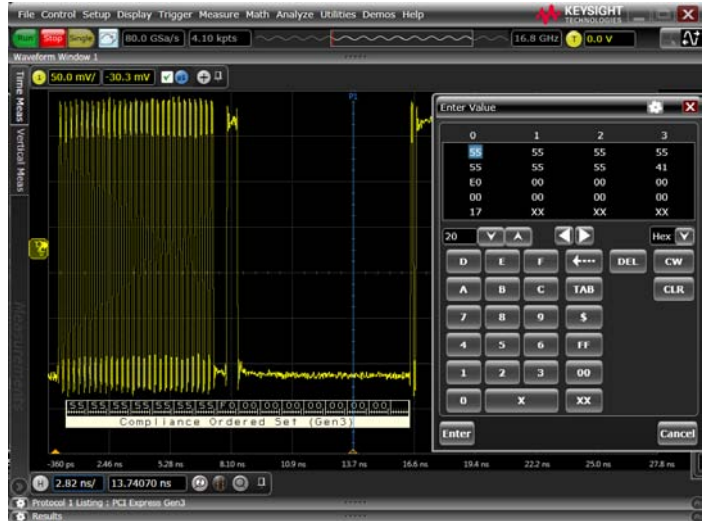 File Control Setup Display Trigger Measure Math Analyze Utilities Demos Help
KEYSIGHT
TECHNOLOGIES
Run Stop Single 80.0 GSa/s 4.10 kpts 16.8 GHz T 0.0 V
Waveform Window 1
1 50.0 mV/ -30.3 mV
Time Meas
Vertical Meas
P1
Enter Value
0 1 2 3
55 55 55 55
55 55 55 41
E0 00 00 00
00 00 00 00
17 XX XX XX
20 Hex
D E F DEL CW
A B C TAB CLR
7 8 9 $
4 5 6 FF
1 2 3 00
0 X XX
Enter Cancel
Measurements
55 55 55 55 55 55 55 F0 00 00 00 00 00 00 00
Compliance Ordered Set (Gen3)
-360 ps 2.46 ns 5.28 ns 8.10 ns 10.9 ns 13.7 ns 16.6 ns 19.4 ns 22.2 ns 25.0 ns 27.8 ns
H 2.82 ns/ 13.74070 ns
Protocol 1 Listing : PCI Express Gen3
Results